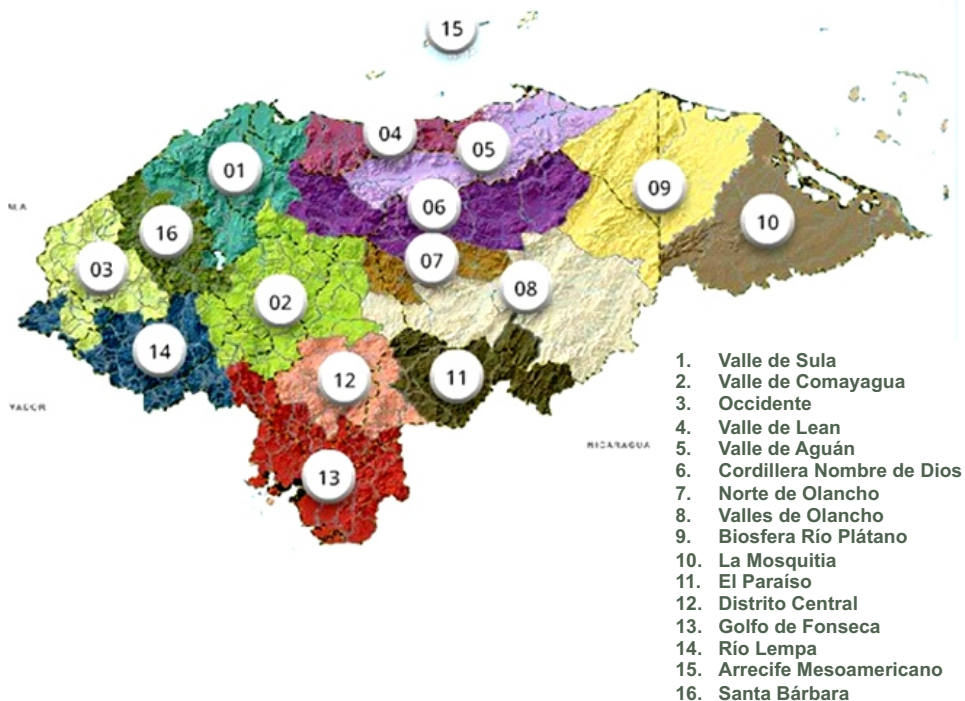 15
04
05
01
09
06
16
10
07
03
08
02
14
12
11
13
NICARAGUA
1. Valle de Sula
2. Valle de Comayagua
3. Occidente
4. Valle de Lean
5. Valle de Aguán
6. Cordillera Nombre de Dios
7. Norte de Olancho
8. Valles de Olancho
9. Biosfera Río Plátano
10. La Mosquitia
11. El Paraíso
12. Distrito Central
13. Golfo de Fonseca
14. Río Lempa
15. Arrecife Mesoamericano
16. Santa Bárbara